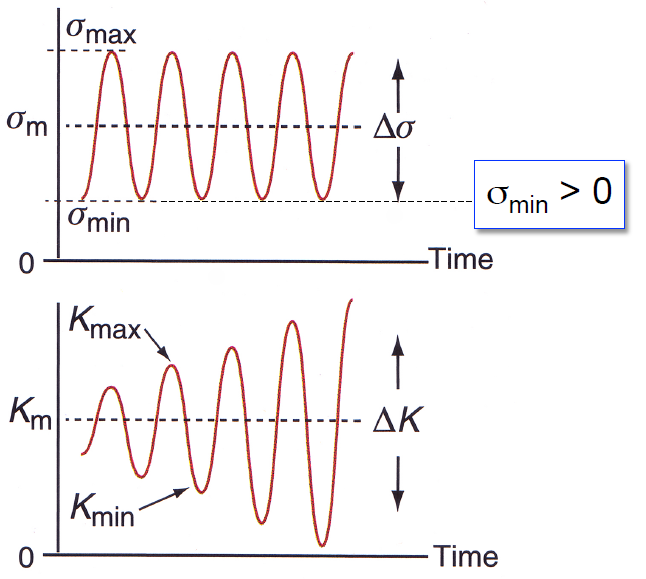 σmax
σm
Δσ
σmin > 0
σmin
0
Time
Kmax
Km
ΔK
Kmin
0
Time